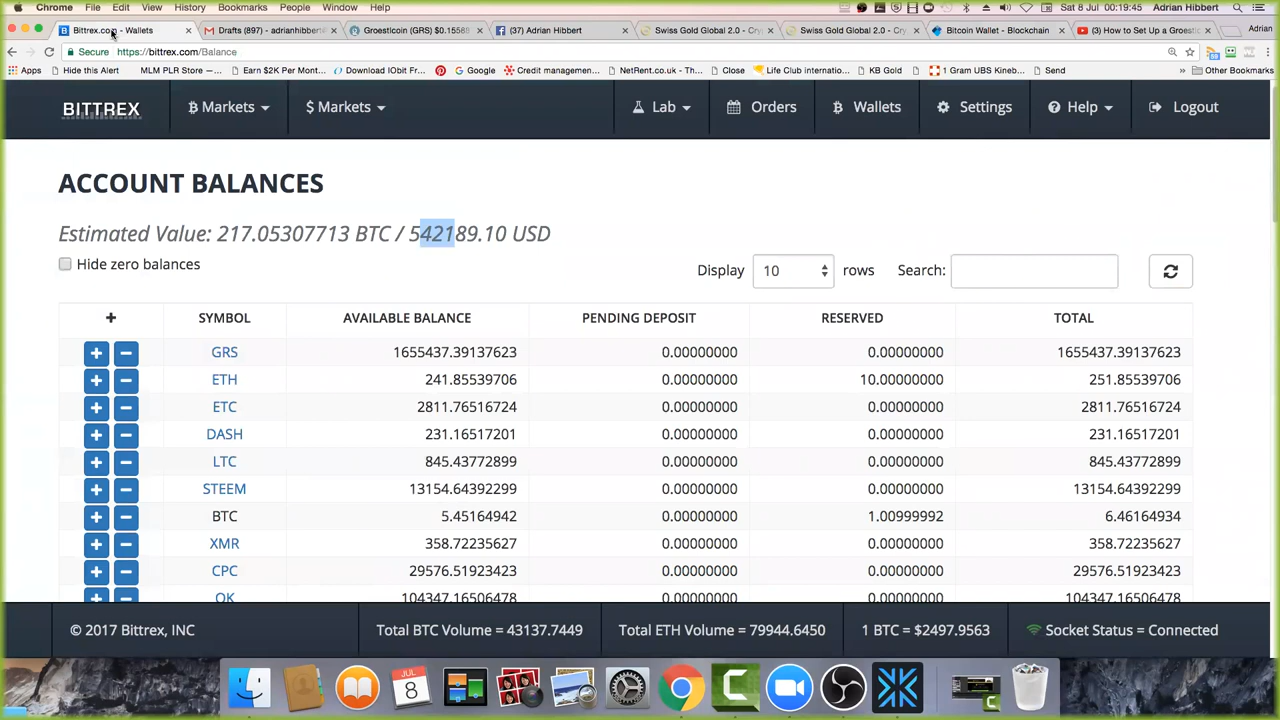 Chrome File Edit View History Bookmarks People Window Help Sat 8 Jul 00:19:45 Adrian Hibbert
Bittrex.com - Wallets Drafts (897) - adrianhibbert Groestlcoin (GRS) $0.15569 (37) Adrian Hibbert Swiss Gold Global 2.0 - Cryp Swiss Gold Global 2.0 - Cry Bitcoin Wallet - Blockchain (3) How to Set Up a Groestl Adrian
Secure https://bittrex.com/Balance
Apps Hide this Alert MLM PLR Store —... Earn $2K Per Mont... Download IObit Fr... Google Credit managemen... NetRent.co.uk - Th... Close Life Club internatio... KB Gold 1 Gram UBS Kineb... Send » Other Bookmarks
BITTREX ₿ Markets $ Markets Lab Orders ₿ Wallets Settings Help Logout
ACCOUNT BALANCES
Estimated Value: 217.05307713 BTC / 542189.10 USD
Hide zero balances Display 10 rows Search:
+ SYMBOL AVAILABLE BALANCE PENDING DEPOSIT RESERVED TOTAL
GRS 1655437.39137623 0.00000000 0.00000000 1655437.39137623
ETH 241.85539706 0.00000000 10.00000000 251.85539706
ETC 2811.76516724 0.00000000 0.00000000 2811.76516724
DASH 231.16517201 0.00000000 0.00000000 231.16517201
LTC 845.43772899 0.00000000 0.00000000 845.43772899
STEEM 13154.64392299 0.00000000 0.00000000 13154.64392299
BTC 5.45164942 0.00000000 1.00999992 6.46164934
XMR 358.72235627 0.00000000 0.00000000 358.72235627
CPC 29576.51923423 0.00000000 0.00000000 29576.51923423
OK 104347.16506478 0.00000000 0.00000000 104347.16506478
© 2017 Bittrex, INC Total BTC Volume = 43137.7449 Total ETH Volume = 79944.6450 1 BTC = $2497.9563 Socket Status = Connected
JUL
8